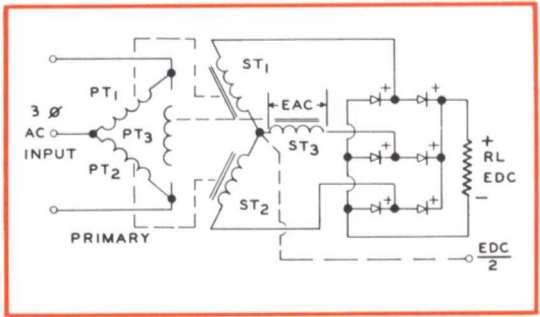 ST1
PT1
3 Ø
AC
INPUT
PT3
EAC
ST3
PT2
ST2
+
+
+
+
+
+
+
RL
EDC
−
PRIMARY
EDC
2